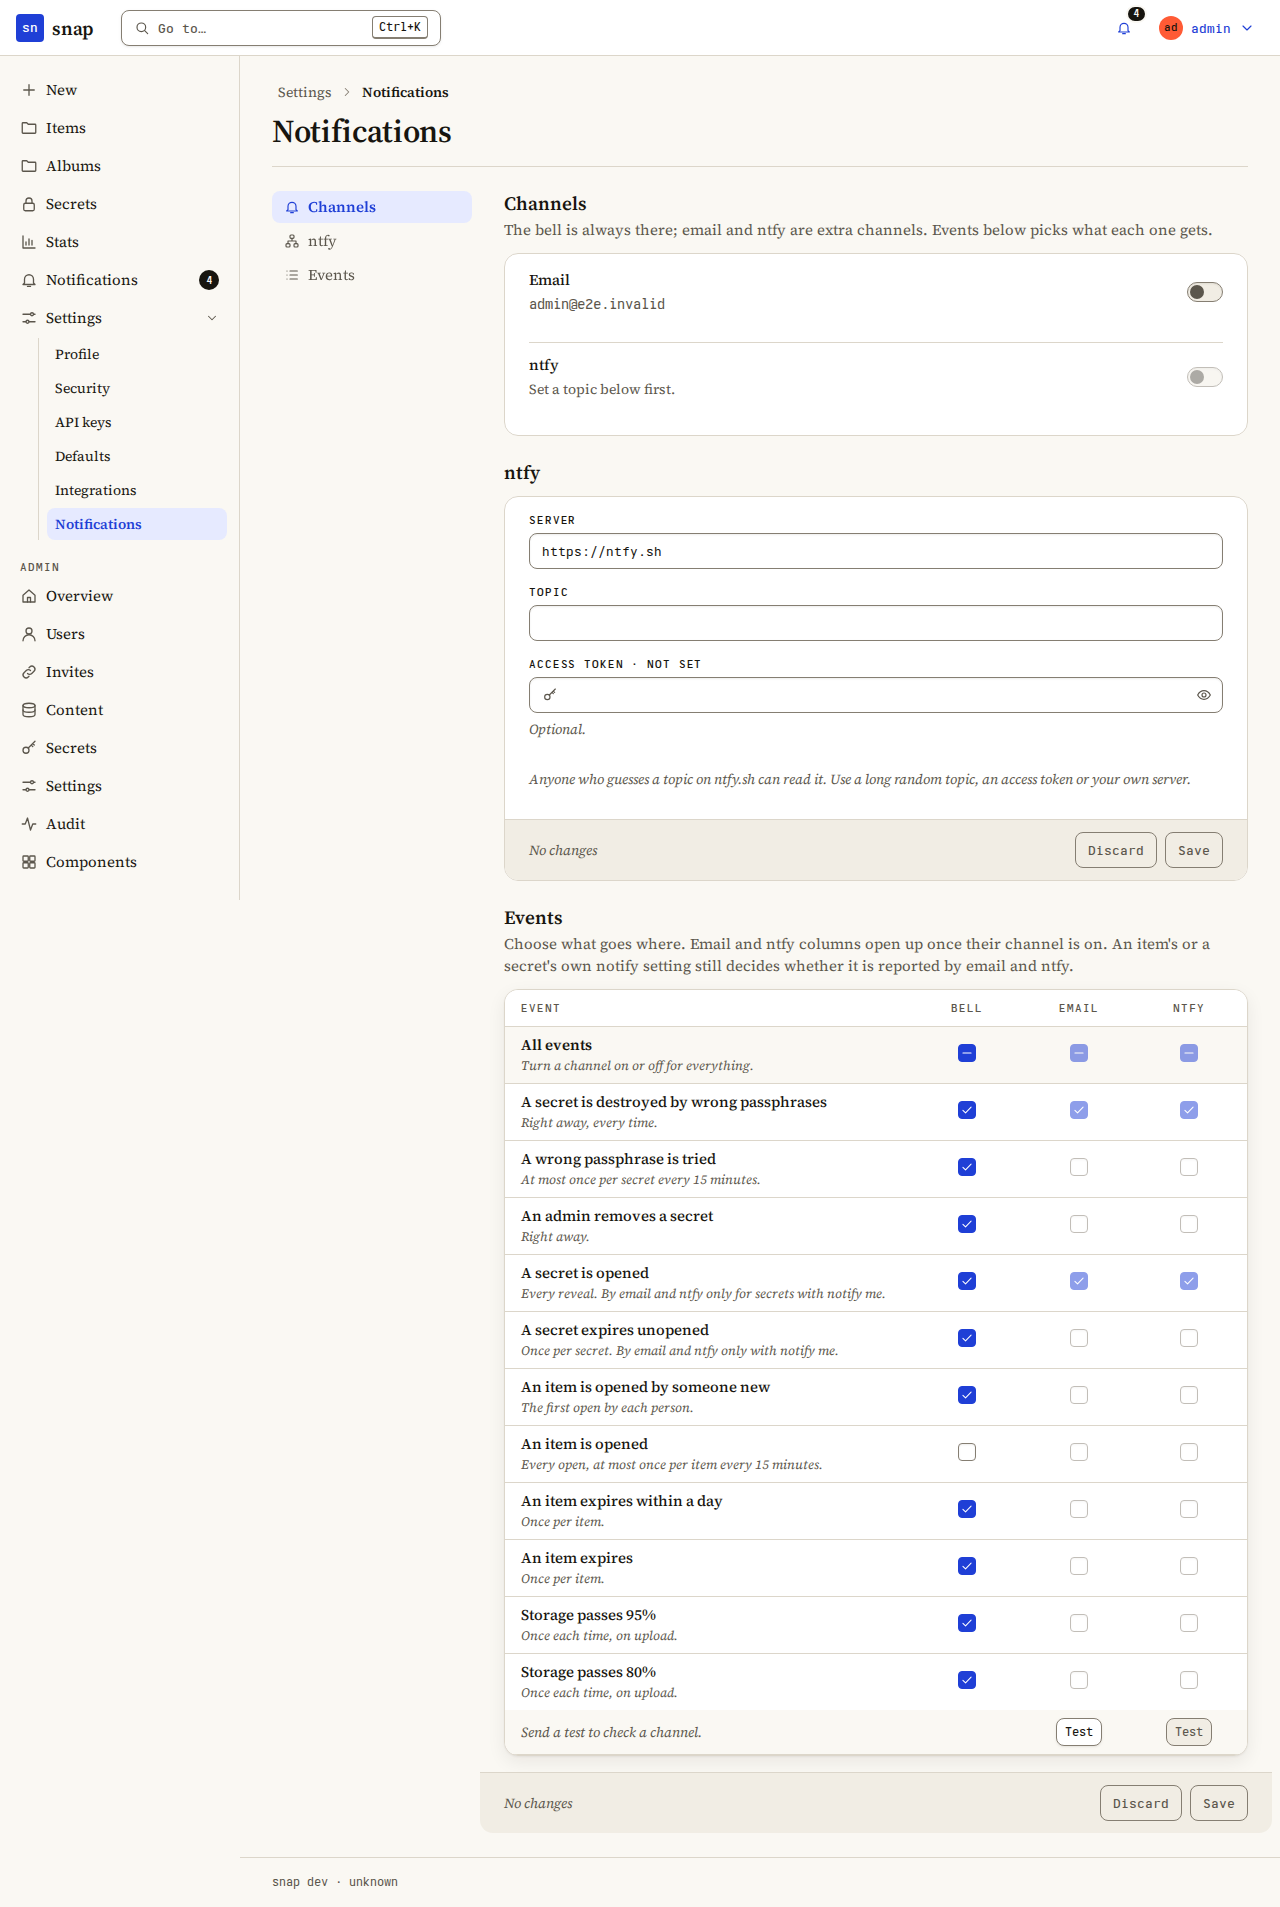 sn snap
Go to…
Ctrl+K
4
ad admin
New
Items
Albums
Secrets
Stats
Notifications 4
Settings
Profile
Security
API keys
Defaults
Integrations
Notifications
ADMIN
Overview
Users
Invites
Content
Secrets
Settings
Audit
Components
Settings > Notifications
Notifications
Channels
ntfy
Events
Channels
The bell is always there; email and ntfy are extra channels. Events below picks what each one gets.
Email
admin@e2e.invalid
ntfy
Set a topic below first.
ntfy
SERVER
https://ntfy.sh
TOPIC
ACCESS TOKEN · NOT SET
Optional.
Anyone who guesses a topic on ntfy.sh can read it. Use a long random topic, an access token or your own server.
No changes
Discard
Save
Events
Choose what goes where. Email and ntfy columns open up once their channel is on. An item's or a
secret's own notify setting still decides whether it is reported by email and ntfy.
EVENT BELL EMAIL NTFY
All events
Turn a channel on or off for everything.
A secret is destroyed by wrong passphrases
Right away, every time.
A wrong passphrase is tried
At most once per secret every 15 minutes.
An admin removes a secret
Right away.
A secret is opened
Every reveal. By email and ntfy only for secrets with notify me.
A secret expires unopened
Once per secret. By email and ntfy only with notify me.
An item is opened by someone new
The first open by each person.
An item is opened
Every open, at most once per item every 15 minutes.
An item expires within a day
Once per item.
An item expires
Once per item.
Storage passes 95%
Once each time, on upload.
Storage passes 80%
Once each time, on upload.
Send a test to check a channel.
Test
Test
No changes
Discard
Save
snap dev · unknown